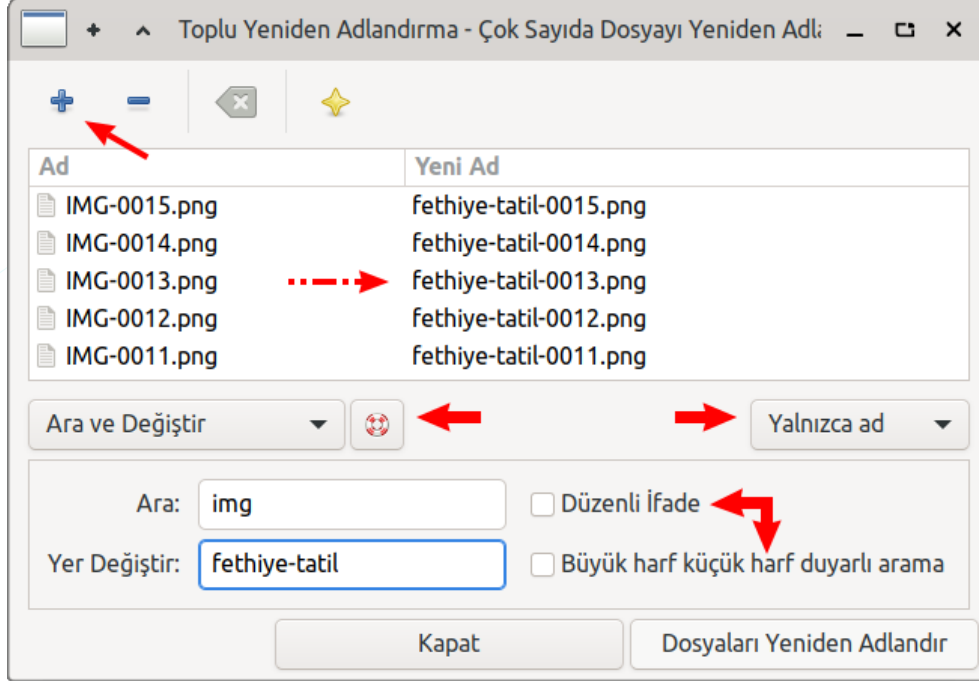 Toplu Yeniden Adlandırma - Çok Sayıda Dosyayı Yeniden Adla
Ad Yeni Ad
IMG-0015.png fethiye-tatil-0015.png
IMG-0014.png fethiye-tatil-0014.png
IMG-0013.png fethiye-tatil-0013.png
IMG-0012.png fethiye-tatil-0012.png
IMG-0011.png fethiye-tatil-0011.png
Ara ve Değiştir Yalnızca ad
Ara: img Düzenli İfade
Yer Değiştir: fethiye-tatil Büyük harf küçük harf duyarlı arama
Kapat Dosyaları Yeniden Adlandır